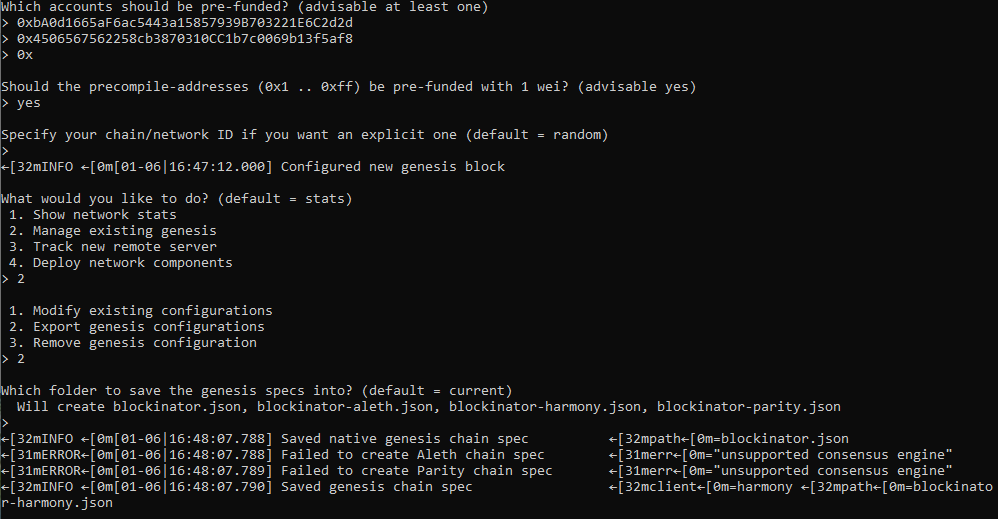 Which accounts should be pre-funded? (advisable at least one)
> 0xbA0d1665aF6ac5443a15857939B703221E6C2d2d
> 0x4506567562258cb3870310CC1b7c0069b13f5af8
> 0x
Should the precompile-addresses (0x1 .. 0xff) be pre-funded with 1 wei? (advisable yes)
> yes
Specify your chain/network ID if you want an explicit one (default = random)
>
←[32mINFO ←[0m[01-06|16:47:12.000] Configured new genesis block
What would you like to do? (default = stats)
1. Show network stats
2. Manage existing genesis
3. Track new remote server
4. Deploy network components
> 2
1. Modify existing configurations
2. Export genesis configurations
3. Remove genesis configuration
> 2
Which folder to save the genesis specs into? (default = current)
Will create blockinator.json, blockinator-aleth.json, blockinator-harmony.json, blockinator-parity.json
>
←[32mINFO ←[0m[01-06|16:48:07.788] Saved native genesis chain spec ←[32mpath←[0m=blockinator.json
←[31mERROR←[0m[01-06|16:48:07.788] Failed to create Aleth chain spec ←[31merr←[0m="unsupported consensus engine"
←[31mERROR←[0m[01-06|16:48:07.789] Failed to create Parity chain spec ←[31merr←[0m="unsupported consensus engine"
←[32mINFO ←[0m[01-06|16:48:07.790] Saved genesis chain spec ←[32mclient←[0m=harmony ←[32mpath←[0m=blockinato
r-harmony.json